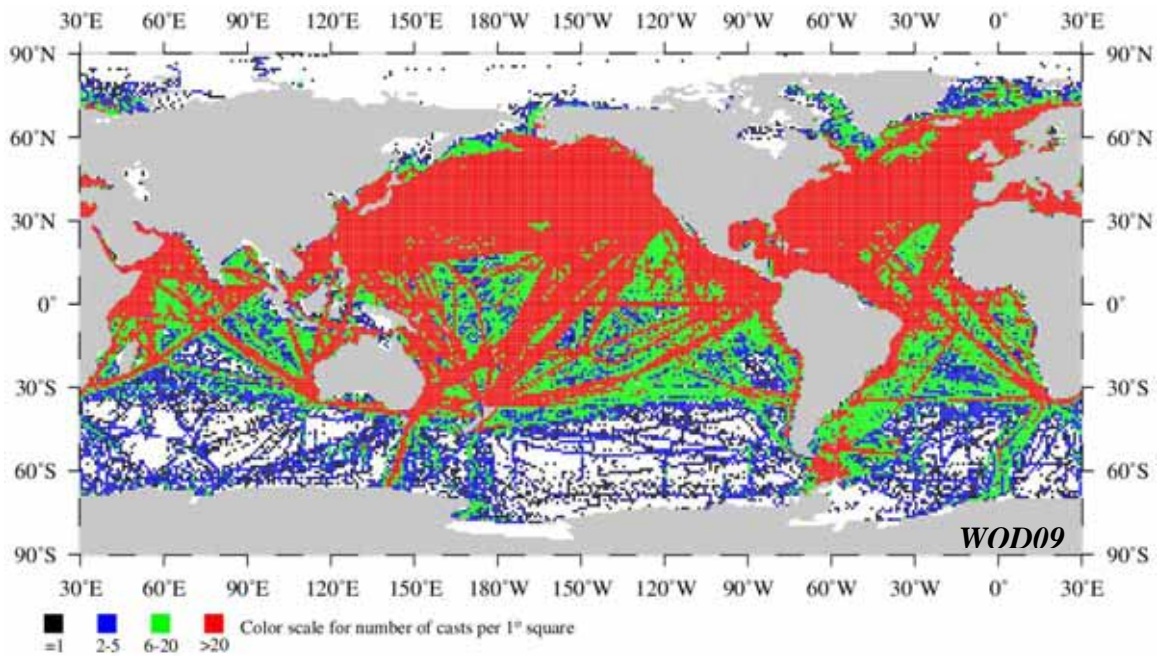 30˚E 60˚E 90˚E 120˚E 150˚E 180˚W 150˚W 120˚W 90˚W 60˚W 30˚W 0˚ 30˚E
90˚N 90˚N
60˚N 60˚N
30˚N 30˚N
0˚ 0˚
30˚S 30˚S
60˚S 60˚S
WOD09
90˚S 90˚S
30˚E 60˚E 90˚E 120˚E 150˚E 180˚W 150˚W 120˚W 90˚W 60˚W 30˚W 0˚ 30˚E
Color scale for number of casts per 1º square
=1 2-5 6-20 >20